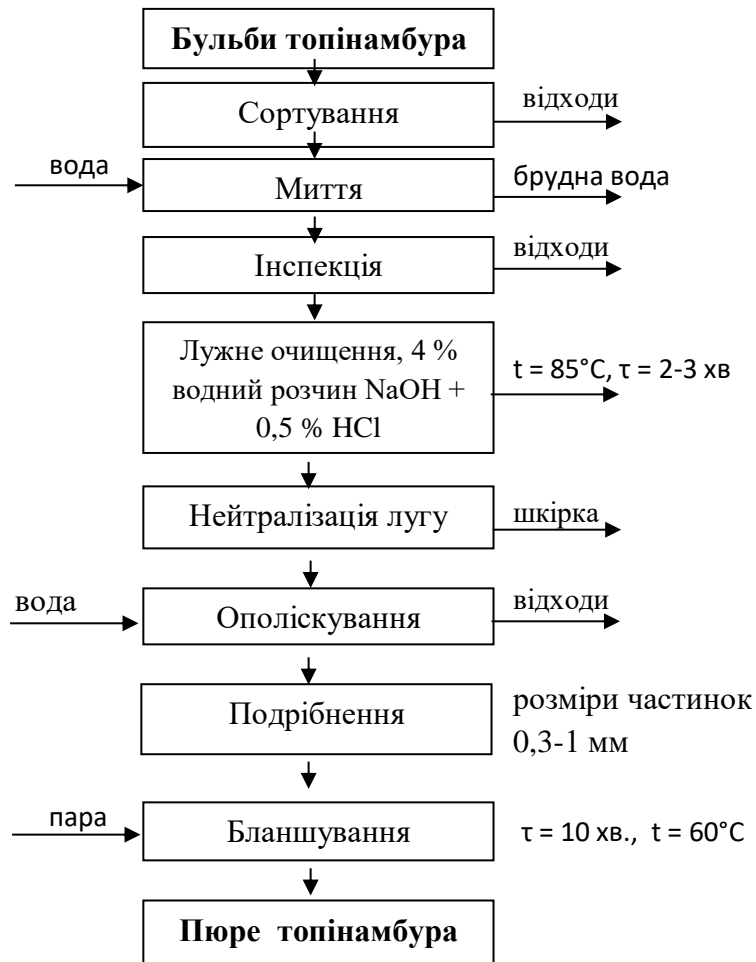 Бульби топінамбура
Сортування
відходи
вода
Миття
брудна вода
Інспекція
відходи
Лужне очищення, 4 %
водний розчин NaOH +
0,5 % HCl
t = 85°C, τ = 2-3 хв
Нейтралізація лугу
шкірка
вода
Ополіскування
відходи
Подрібнення
розміри частинок
0,3-1 мм
пара
Бланшування
τ = 10 хв., t = 60°C
Пюре топінамбура